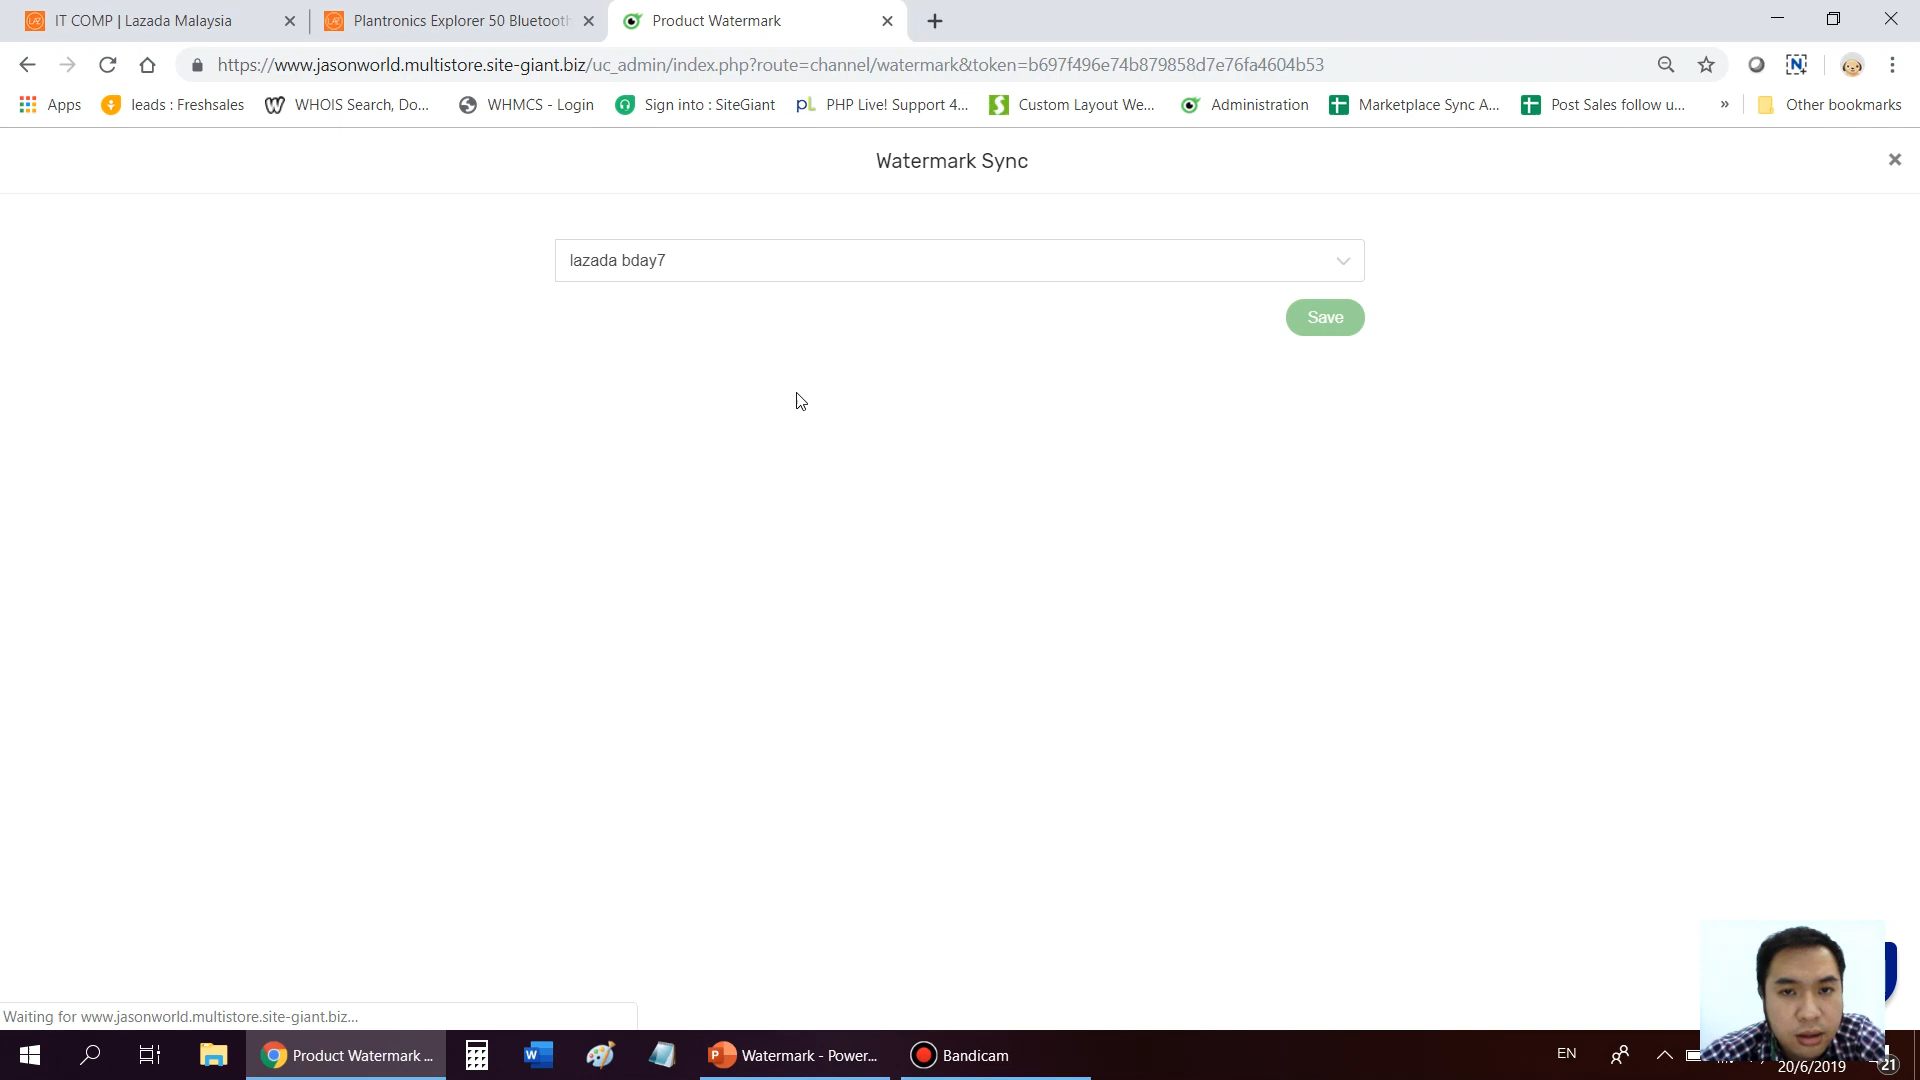 IT COMP | Lazada Malaysia
Plantronics Explorer 50 Bluetooth
Product Watermark
https://www.jasonworld.multistore.site-giant.biz/uc_admin/index.php?route=channel/watermark&token=b697f496e74b879858d7e76fa4604b53
Apps
leads : Freshsales
WHOIS Search, Do...
WHMCS - Login
Sign into : SiteGiant
pL PHP Live! Support 4...
Custom Layout We...
Administration
Marketplace Sync A...
Post Sales follow u...
»
Other bookmarks
Watermark Sync
lazada bday7
Save
Waiting for www.jasonworld.multistore.site-giant.biz...
Product Watermark ...
Watermark - Power...
Bandicam
EN
20/6/2019
21